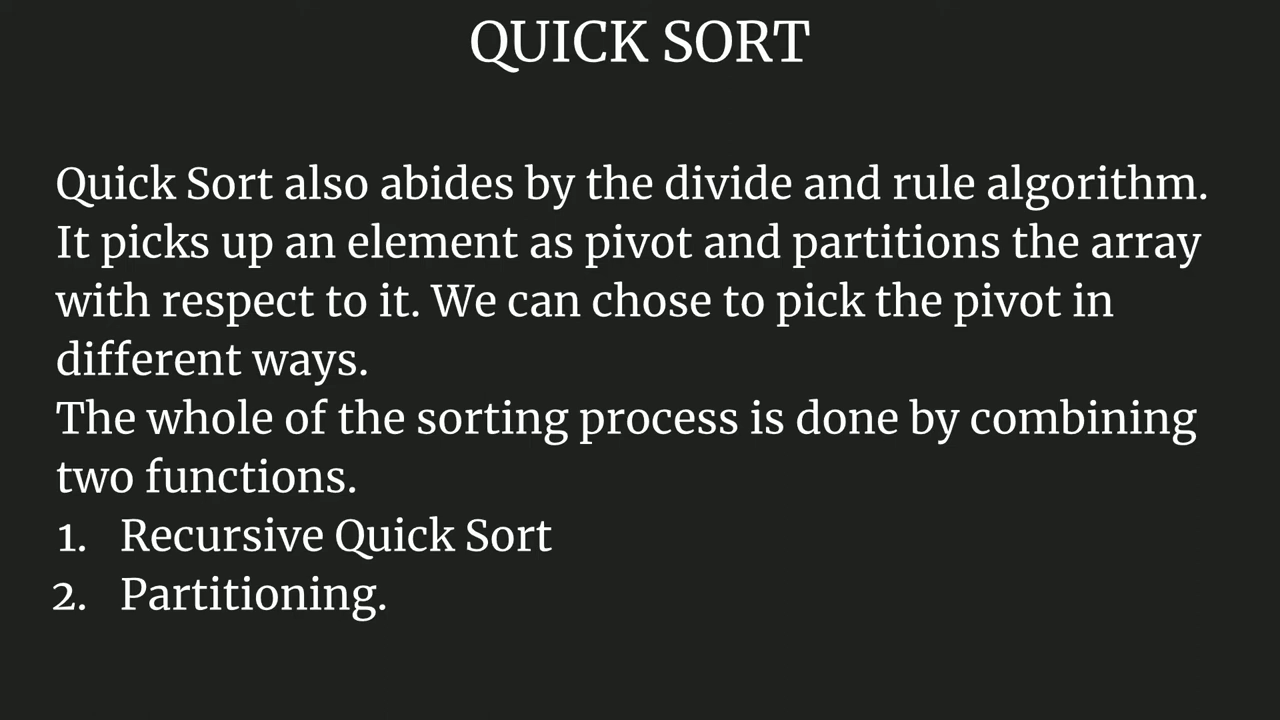 QUICK SORT
Quick Sort also abides by the divide and rule algorithm.
It picks up an element as pivot and partitions the array
with respect to it. We can chose to pick the pivot in
different ways.
The whole of the sorting process is done by combining
two functions.
1. Recursive Quick Sort
2. Partitioning.